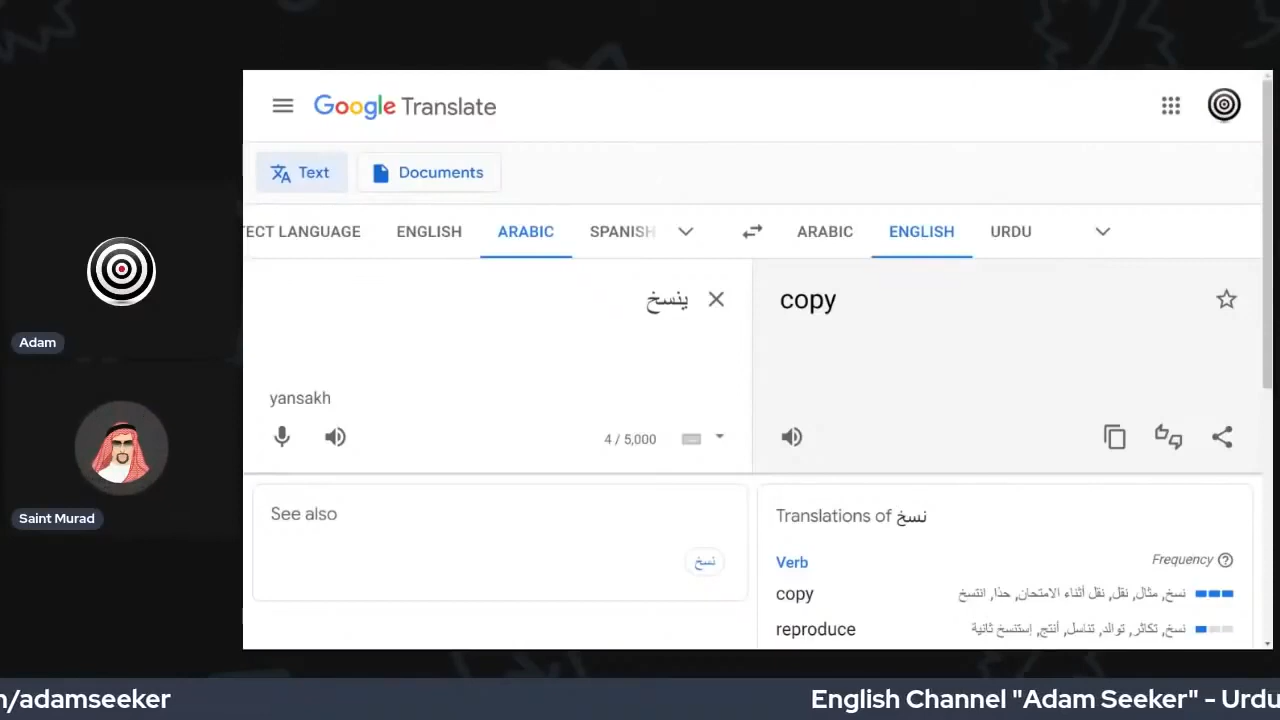 Google Translate
Text
Documents
ECT LANGUAGE
ENGLISH
ARABIC
SPANISH
ARABIC
ENGLISH
URDU
ينسخ
copy
yansakh
4 / 5,000
See also
نسخ
Translations of نسخ
Verb
Frequency
copy
نسخ, مثال, نقل, نقل أثناء الامتحان, حذا, انتسخ
reproduce
نسخ, تكاثر, توالد, تناسل, أنتج, إستنسخ ثانية
Adam
Saint Murad
n/adamseeker
English Channel "Adam Seeker" - Urdu